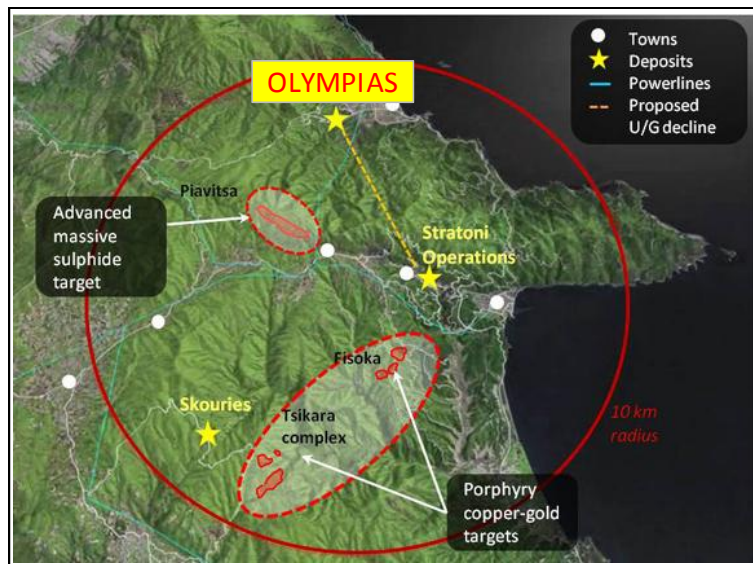 OLYMPIAS
Towns
Deposits
Powerlines
Proposed
U/G decline
Piavitsa
Advanced
massive
sulphide
target
Stratoni
Operations
Fisoka
Skouries
Tsikara
complex
10 km
radius
Porphyry
copper-gold
targets